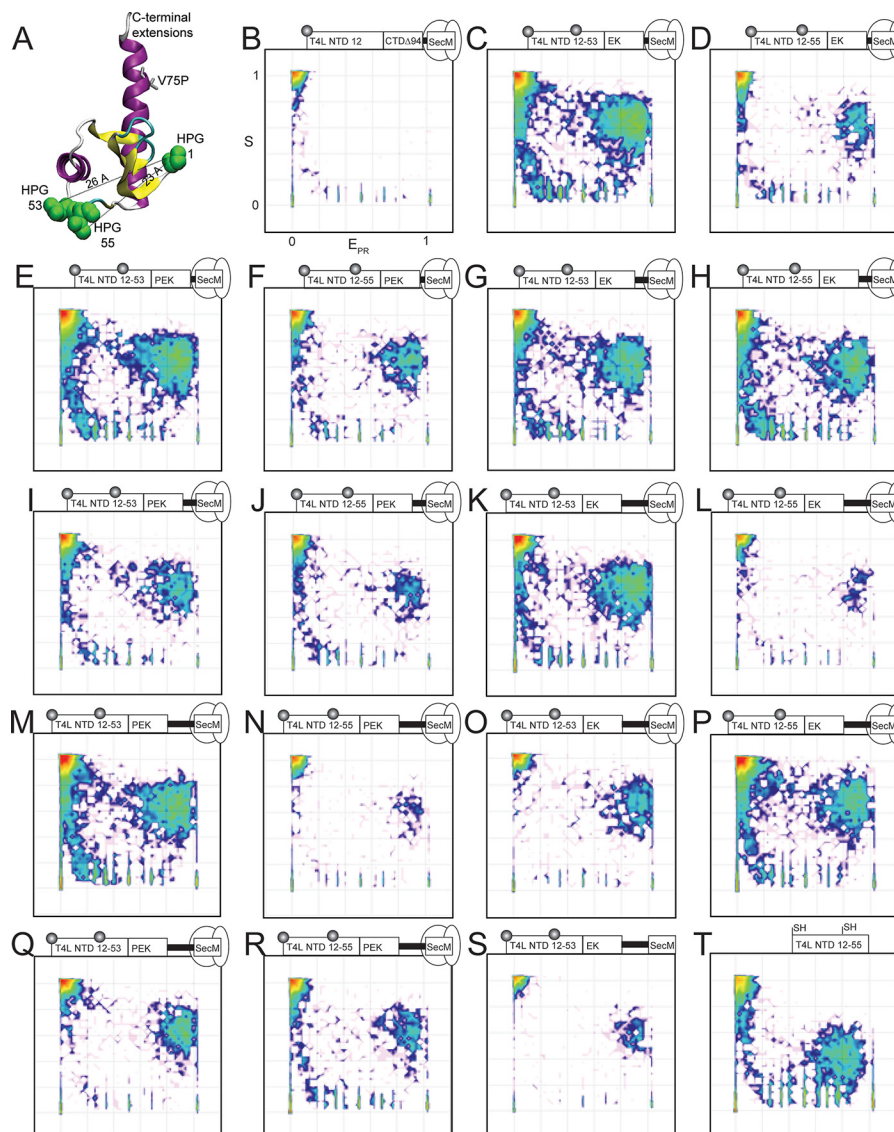 A
C-terminal
extensions
V75P
HPG
1
26 A
23 A
HPG
53
HPG
55
B
T4L NTD 12
CTDΔ94
SecM
1
S
0
0
E_PR
1
C
T4L NTD 12-53
EK
SecM
D
T4L NTD 12-55
EK
SecM
E
T4L NTD 12-53
PEK
SecM
F
T4L NTD 12-55
PEK
SecM
G
T4L NTD 12-53
EK
SecM
H
T4L NTD 12-55
EK
SecM
I
T4L NTD 12-53
PEK
SecM
J
T4L NTD 12-55
PEK
SecM
K
T4L NTD 12-53
EK
SecM
L
T4L NTD 12-55
EK
SecM
M
T4L NTD 12-53
PEK
SecM
N
T4L NTD 12-55
PEK
SecM
O
T4L NTD 12-53
EK
SecM
P
T4L NTD 12-55
EK
SecM
Q
T4L NTD 12-53
PEK
SecM
R
T4L NTD 12-55
PEK
SecM
S
T4L NTD 12-53
EK
SecM
T
SH
SH
T4L NTD 12-55